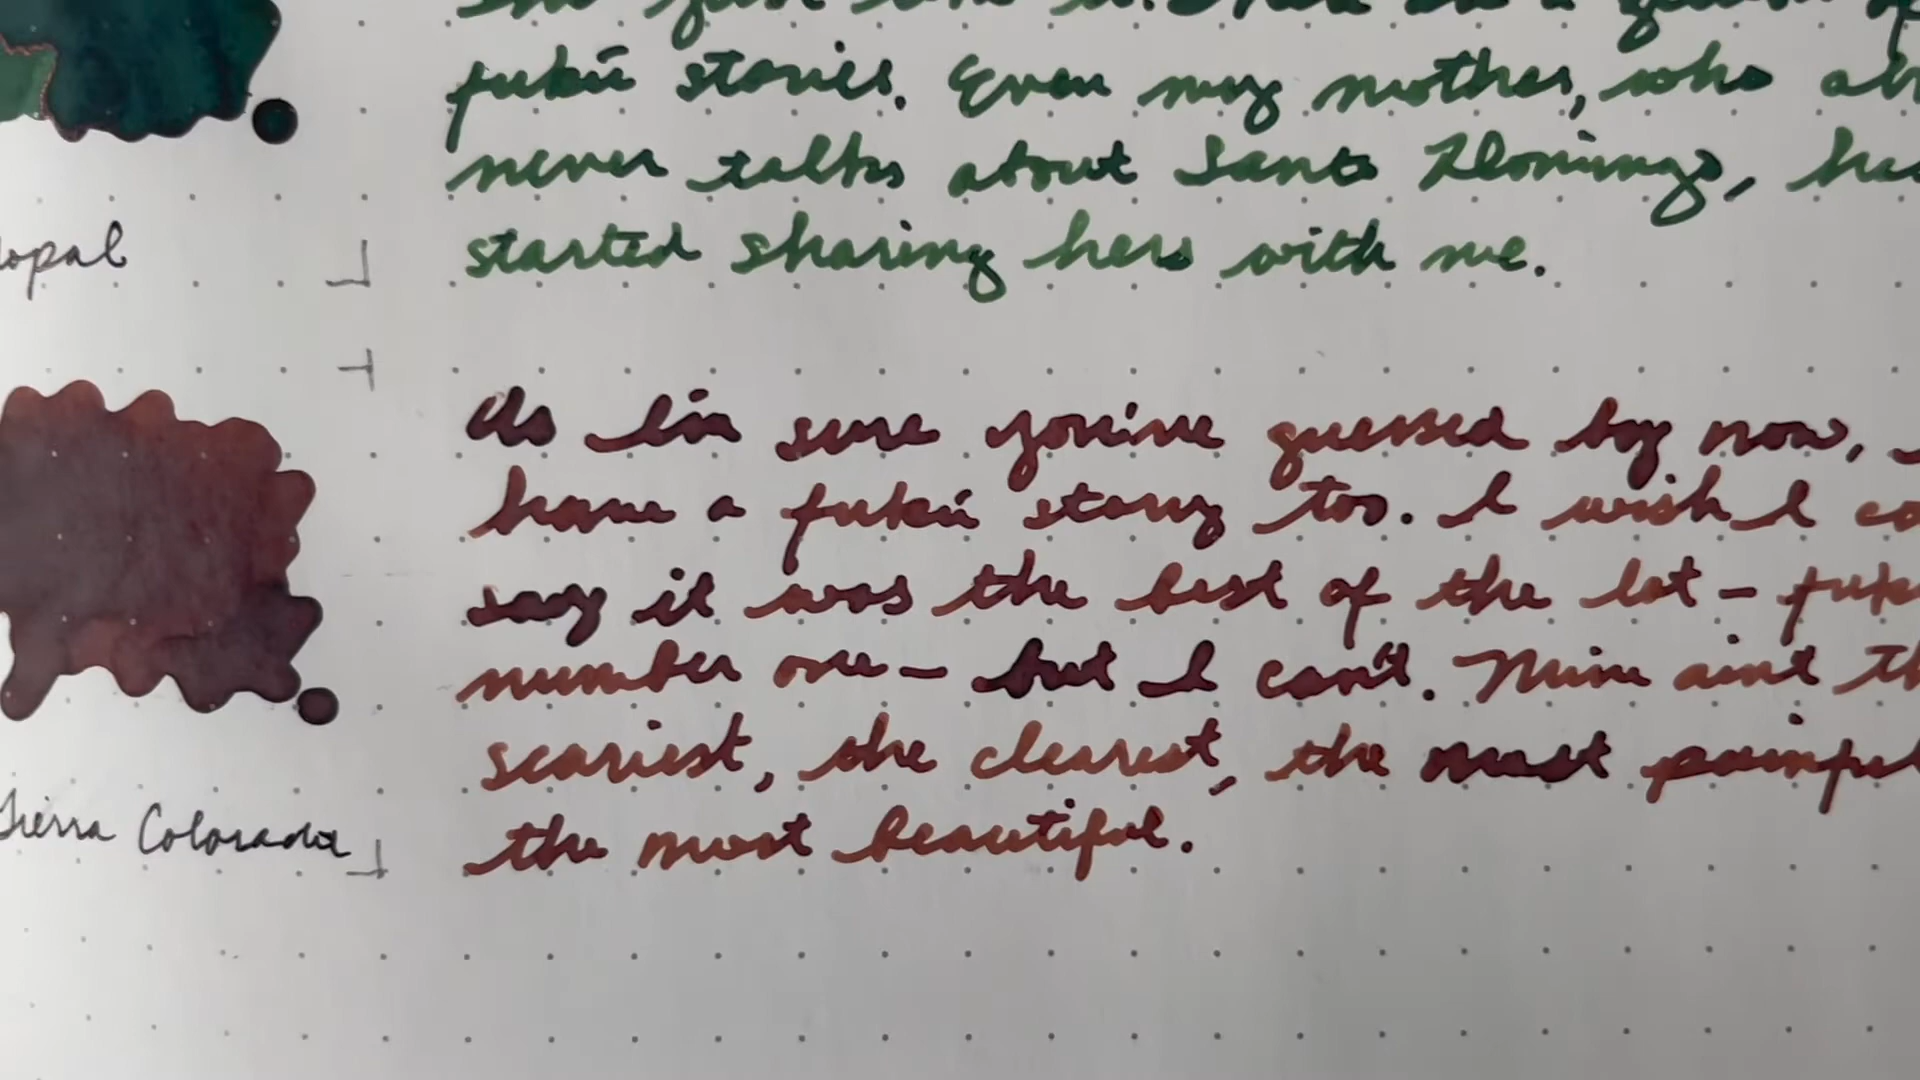 fukú stories. Even my mother, who
never talks about Santo Domingo,
started sharing hers with me.
opal
As I'm sure you've guessed by now,
have a fukú story too. I wish I
say it was the best of the lot —
number one — but I can't. Mine ain't
scariest, the clearest, the most
the most beautiful.
Tierra Colorada